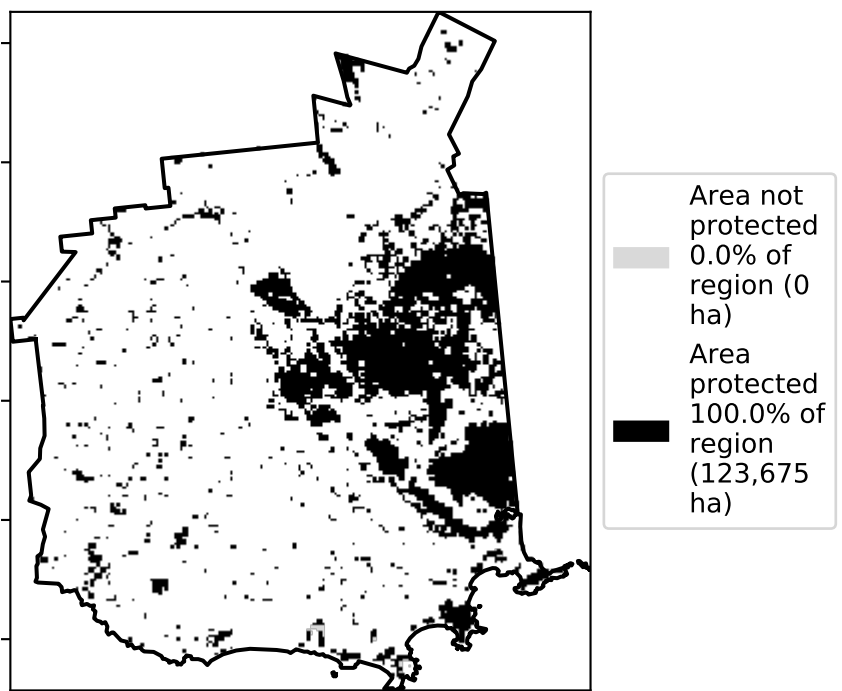 Area not
protected
0.0% of
region (0
ha)
Area
protected
100.0% of
region
(123,675
ha)